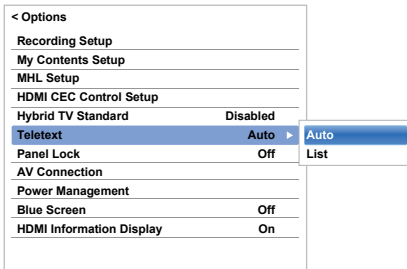 < Options
Recording Setup
My Contents Setup
MHL Setup
HDMI CEC Control Setup
Hybrid TV Standard Disabled
Teletext Auto
Auto
Panel Lock Off
List
AV Connection
Power Management
Blue Screen Off
HDMI Information Display On